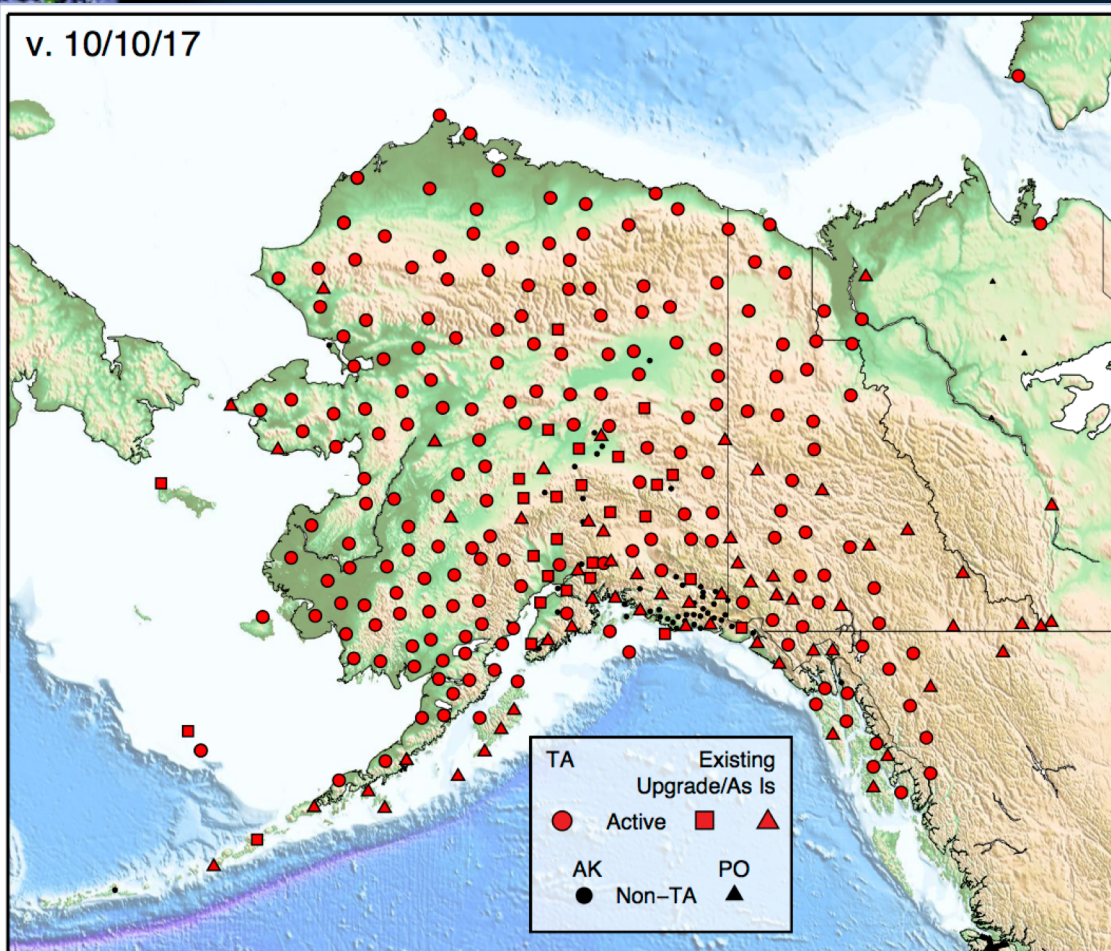 v. 10/10/17
TA Existing
Upgrade/As Is
Active
AK PO
Non-TA